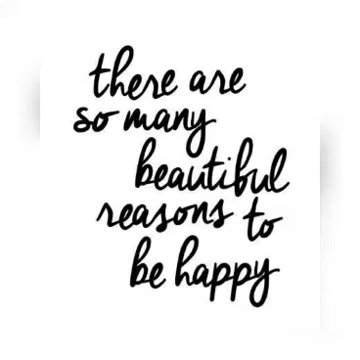 there are
so many
beautiful
reasons to
be happy